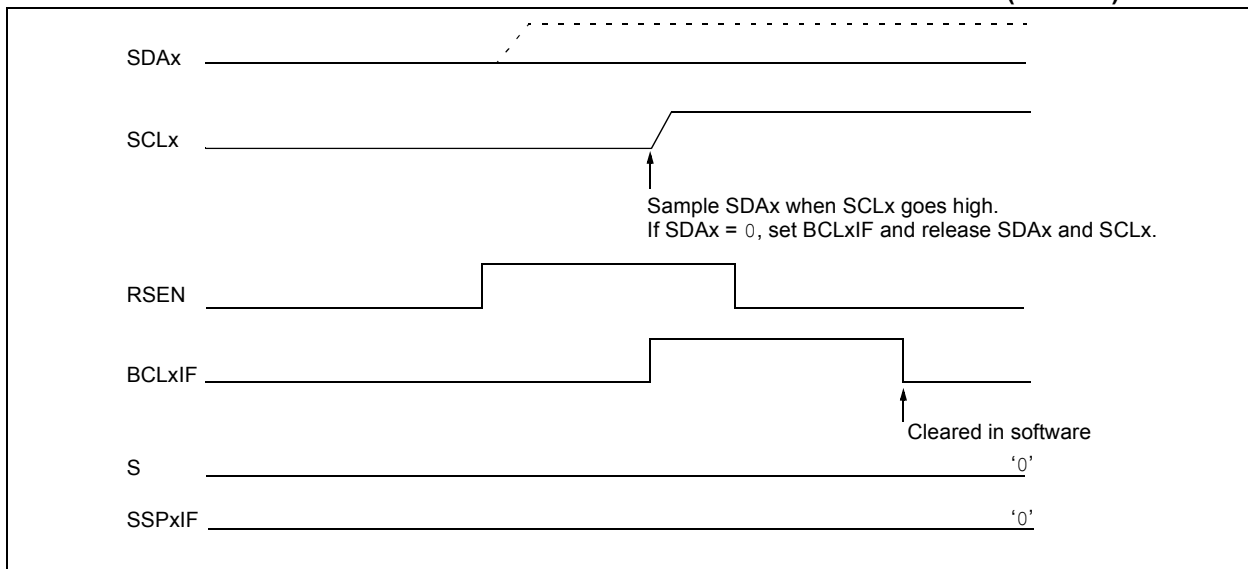 SDAx
SCLx
Sample SDAx when SCLx goes high.
If SDAx = 0, set BCLxIF and release SDAx and SCLx.
RSEN
BCLxIF
Cleared in software
S
‘0’
SSPxIF
‘0’